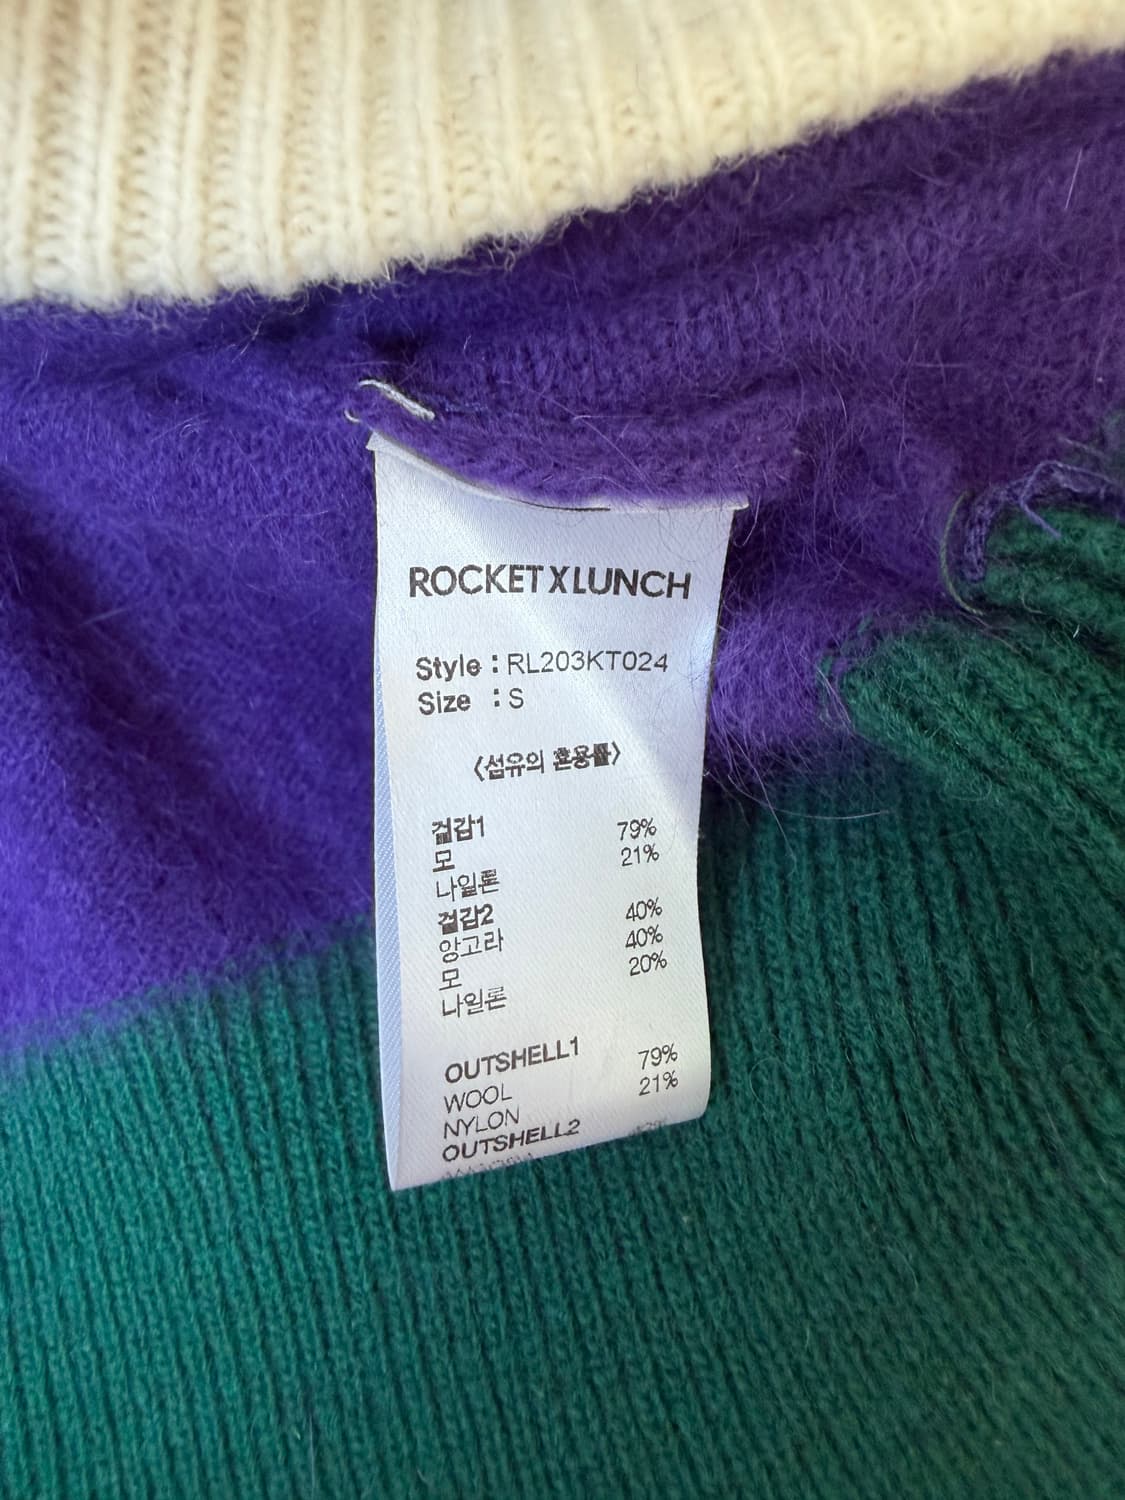 ROCKET X LUNCH
Style : RL203KT024
Size : S
<섬유의 혼용률>
겉감1 79%
모 21%
나일론
겉감2 40%
앙고라 40%
모 20%
나일론
OUTSHELL1 79%
WOOL 21%
NYLON
OUTSHELL2